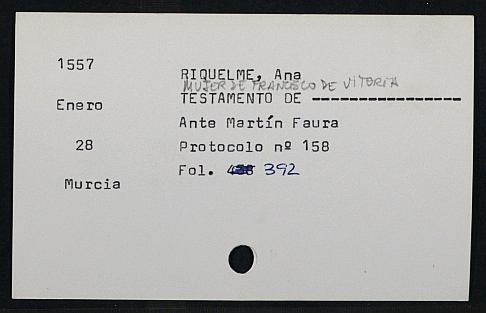 1557
RIQUELME, Ana
MUJER DE FRANCISCO DE VITORIA
Enero
TESTAMENTO DE -----------------
Ante Martín Faura
28
Protocolo nº 158
Fol. 392
Murcia